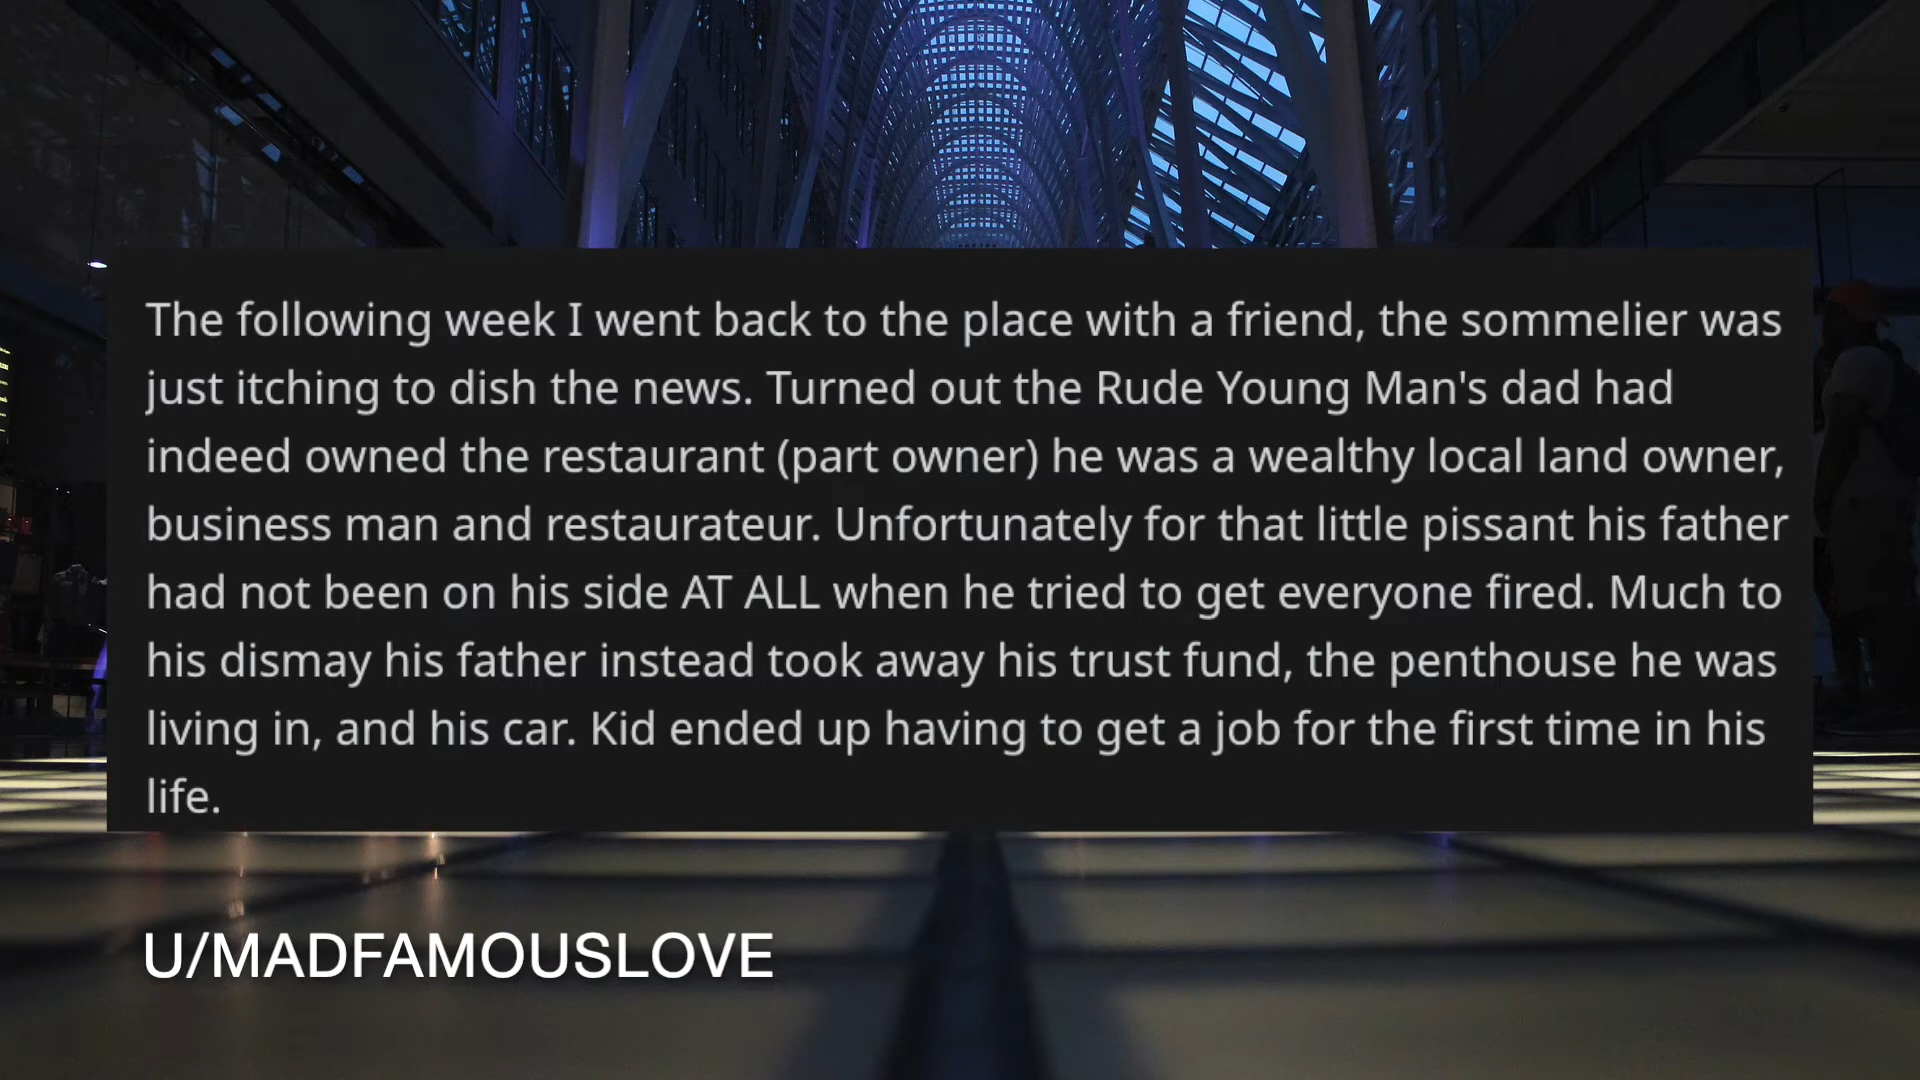 The following week I went back to the place with a friend, the sommelier was
just itching to dish the news. Turned out the Rude Young Man's dad had
indeed owned the restaurant (part owner) he was a wealthy local land owner,
business man and restaurateur. Unfortunately for that little pissant his father
had not been on his side AT ALL when he tried to get everyone fired. Much to
his dismay his father instead took away his trust fund, the penthouse he was
living in, and his car. Kid ended up having to get a job for the first time in his
life.
U/MADFAMOUSLOVE